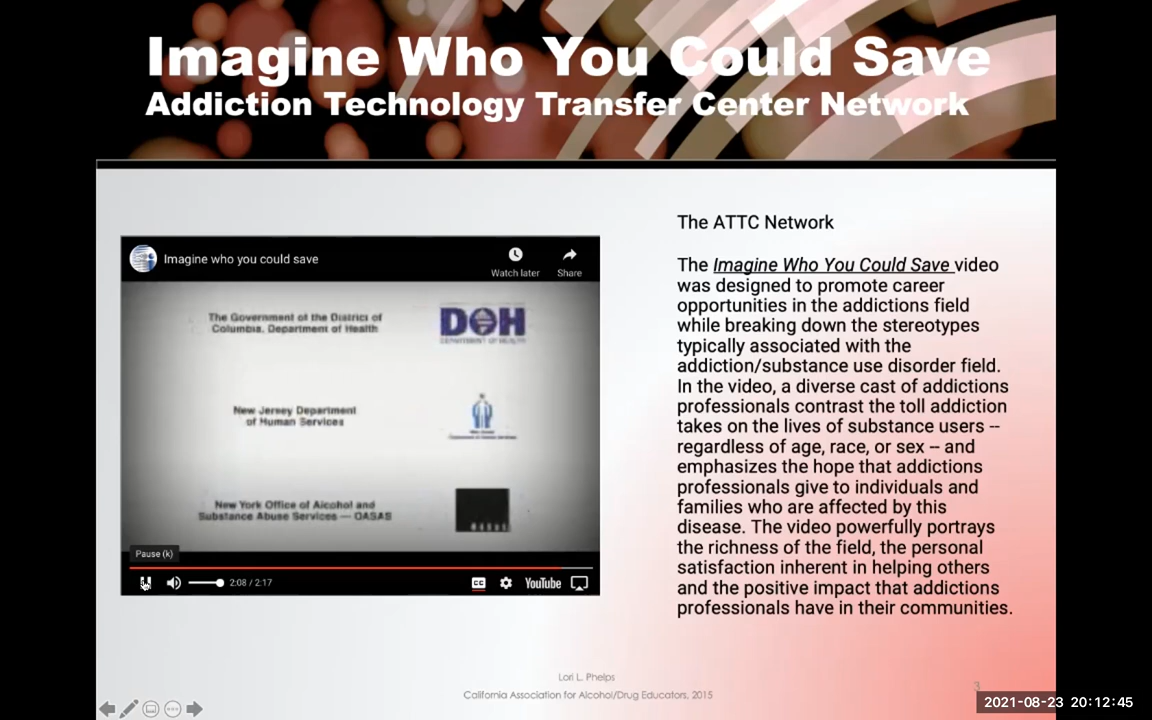 Imagine Who You Could Save
Addiction Technology Transfer Center Network
Imagine who you could save
Watch later
Share
The Government of the District of
Columbia, Department of Health
DOH
DEPARTMENT OF HEALTH
New Jersey Department
of Human Services
New York Office of Alcohol and
Substance Abuse Services — OASAS
Pause (k)
2:08 / 2:17
CC
YouTube
The ATTC Network
The Imagine Who You Could Save video
was designed to promote career
opportunities in the addictions field
while breaking down the stereotypes
typically associated with the
addiction/substance use disorder field.
In the video, a diverse cast of addictions
professionals contrast the toll addiction
takes on the lives of substance users --
regardless of age, race, or sex -- and
emphasizes the hope that addictions
professionals give to individuals and
families who are affected by this
disease. The video powerfully portrays
the richness of the field, the personal
satisfaction inherent in helping others
and the positive impact that addictions
professionals have in their communities.
Lori L. Phelps
California Association for Alcohol/Drug Educators, 2015
3
2021-08-23 20:12:45